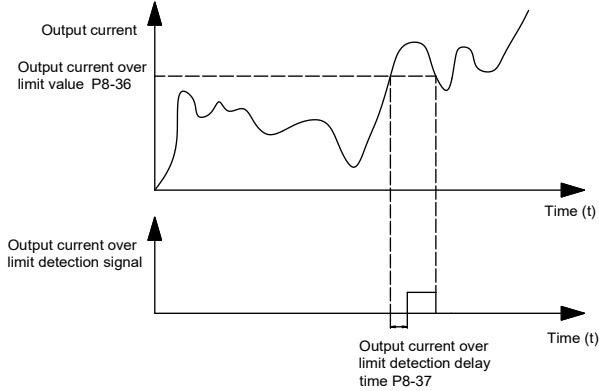 Output current
Output current over
limit value P8-36
Time (t)
Output current over
limit detection signal
Time (t)
Output current over
limit detection delay
time P8-37